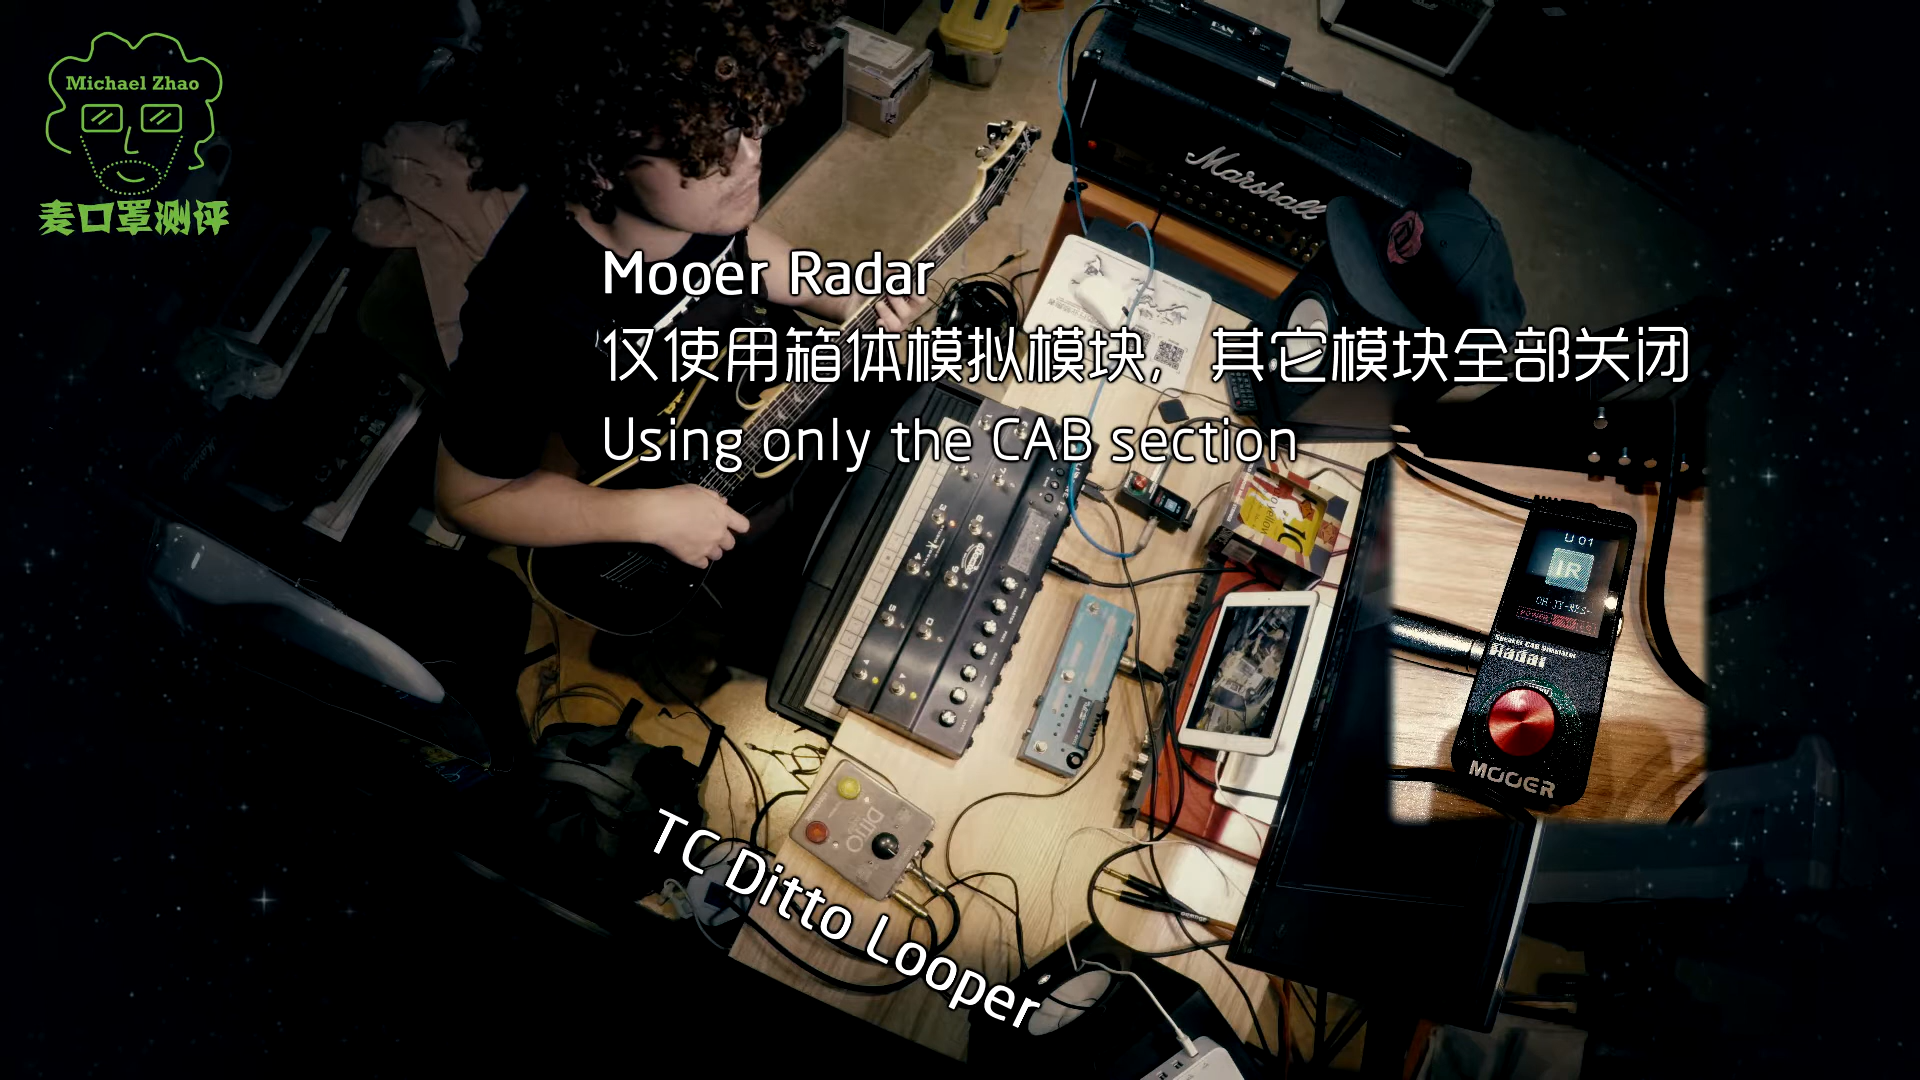 Michael Zhao
麦口罩测评
Marshall
Mooer Radar
仅使用箱体模拟模块，其它模块全部关闭
Using only the CAB section
U 01
IR
Radar
MOOER
DITTO
TC Ditto Looper